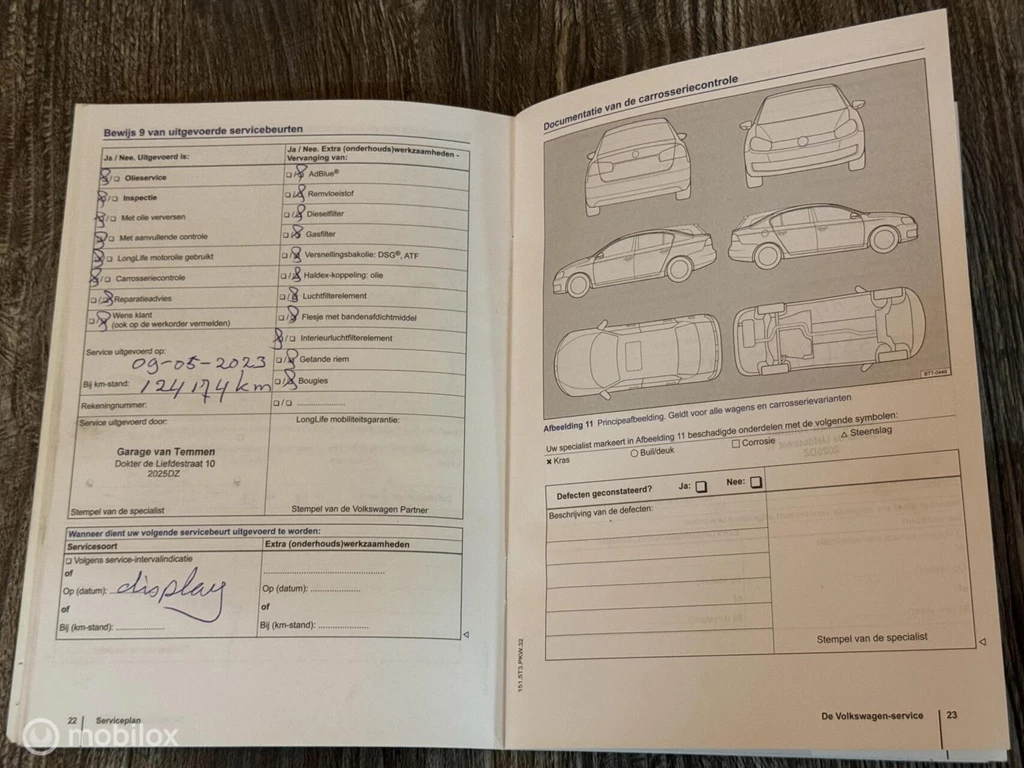 Bewijs 9 van uitgevoerde servicebeurten
Ja / Nee. Uitgevoerd is:
Olieservice
Inspectie
Met olie verversen
Met aanvullende controle
LongLife motorolie gebruikt
Carrosseriecontrole
Reparatieadvies
Wens klant
(ook op de werkorder vermelden)
Service uitgevoerd op:
09-05-2023
Bij km-stand: 124174km
Rekeningnummer:
Ja / Nee. Extra (onderhouds)werkzaamheden -
Vervanging van:
AdBlue®
Remvloeistof
Dieselfilter
Gasfilter
Versnellingsbakolie: DSG®, ATF
Haldex-koppeling: olie
Luchtfilterelement
Flesje met bandenafdichtmiddel
Interieurluchtfilterelement
Getande riem
Bougies
Service uitgevoerd door:
Garage van Temmen
Dokter de Liefdestraat 10
2025DZ
Stempel van de specialist
LongLife mobiliteitsgarantie:
Stempel van de Volkswagen Partner
Wanneer dient uw volgende servicebeurt uitgevoerd te worden:
Servicesoort
Volgens service-intervalindicatie
of
Op (datum): display
of
Bij (km-stand):
Extra (onderhouds)werkzaamheden
Op (datum):
of
Bij (km-stand):
22 Serviceplan
mobilox
Documentatie van de carrosseriecontrole
BTT-0446
Afbeelding 11 Principeafbeelding. Geldt voor alle wagens en carrosserievarianten
Uw specialist markeert in Afbeelding 11 beschadigde onderdelen met de volgende symbolen:
× Kras
○ Buil/deuk
□ Corrosie
△ Steenslag
Defecten geconstateerd? Ja: □ Nee: □
Beschrijving van de defecten:
Stempel van de specialist
151.5T3.PKW.32
De Volkswagen-service 23